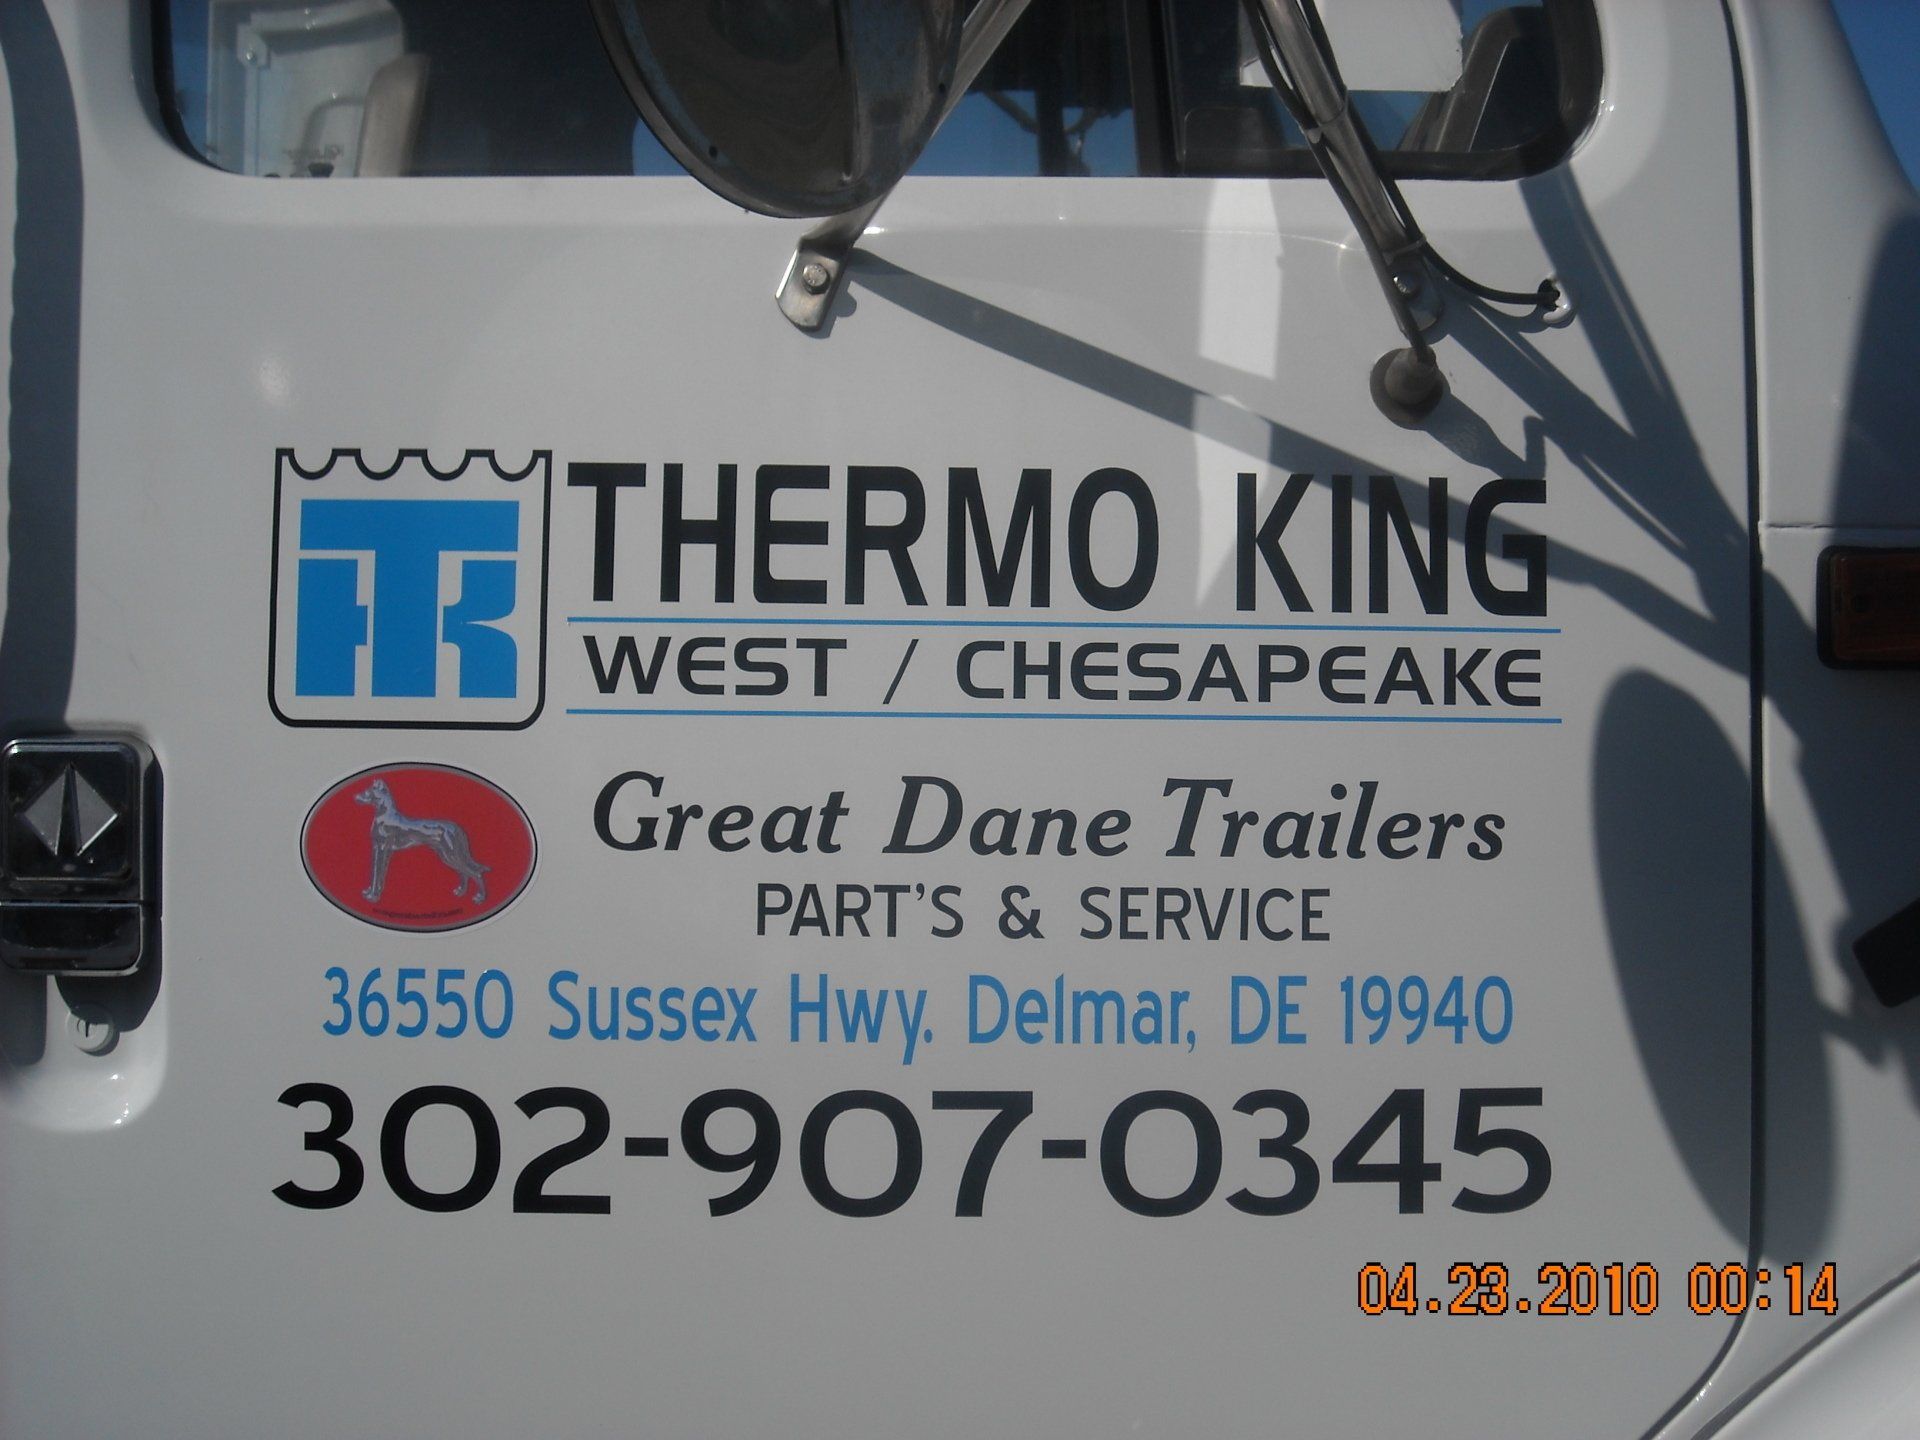 THERMO KING
WEST / CHESAPEAKE
Great Dane Trailers
PART'S & SERVICE
36550 Sussex Hwy. Delmar, DE 19940
302-907-0345
04.23.2010 00:14